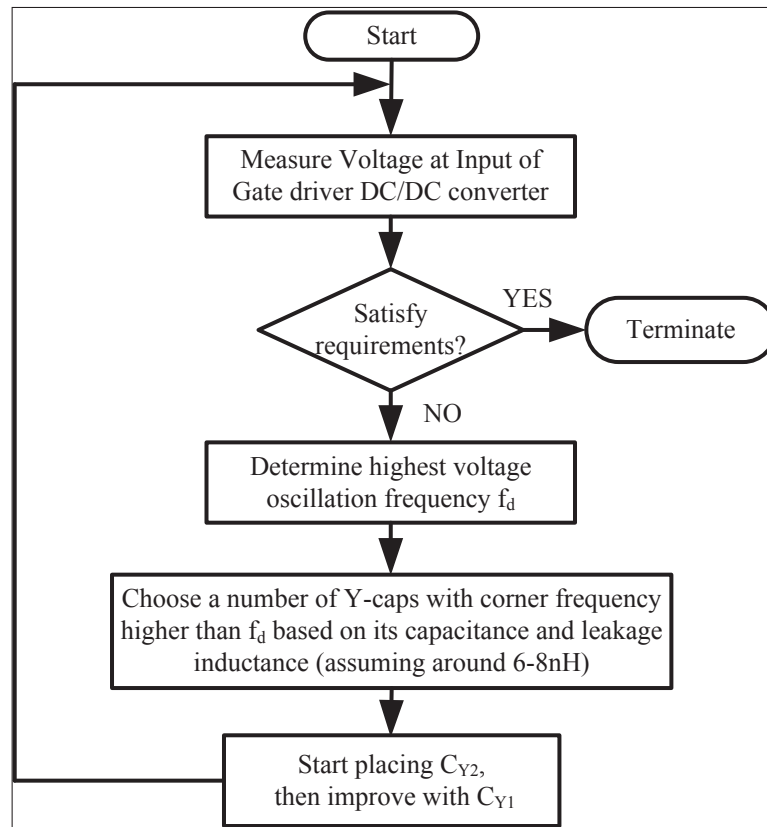 Start
Measure Voltage at Input of
Gate driver DC/DC converter
Satisfy
requirements?
YES
Terminate
NO
Determine highest voltage
oscillation frequency f_d
Choose a number of Y-caps with corner frequency
higher than f_d based on its capacitance and leakage
inductance (assuming around 6-8nH)
Start placing C_Y2,
then improve with C_Y1